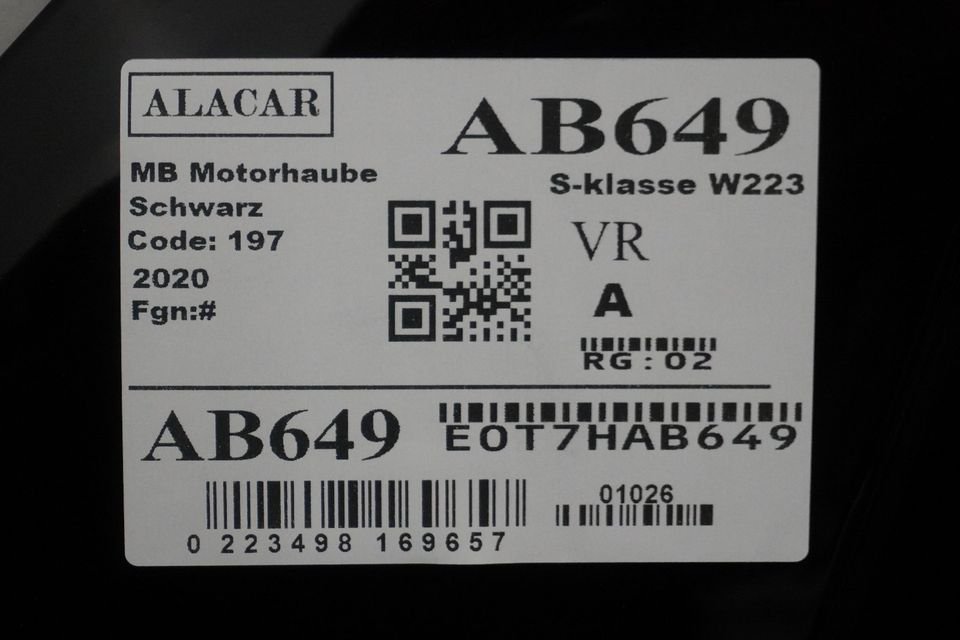 ALACAR
AB649
MB Motorhaube
S-klasse W223
Schwarz
Code: 197
VR
2020
A
Fgn:#
RG:02
AB649
E0T7HAB649
01026
0 223498 169657